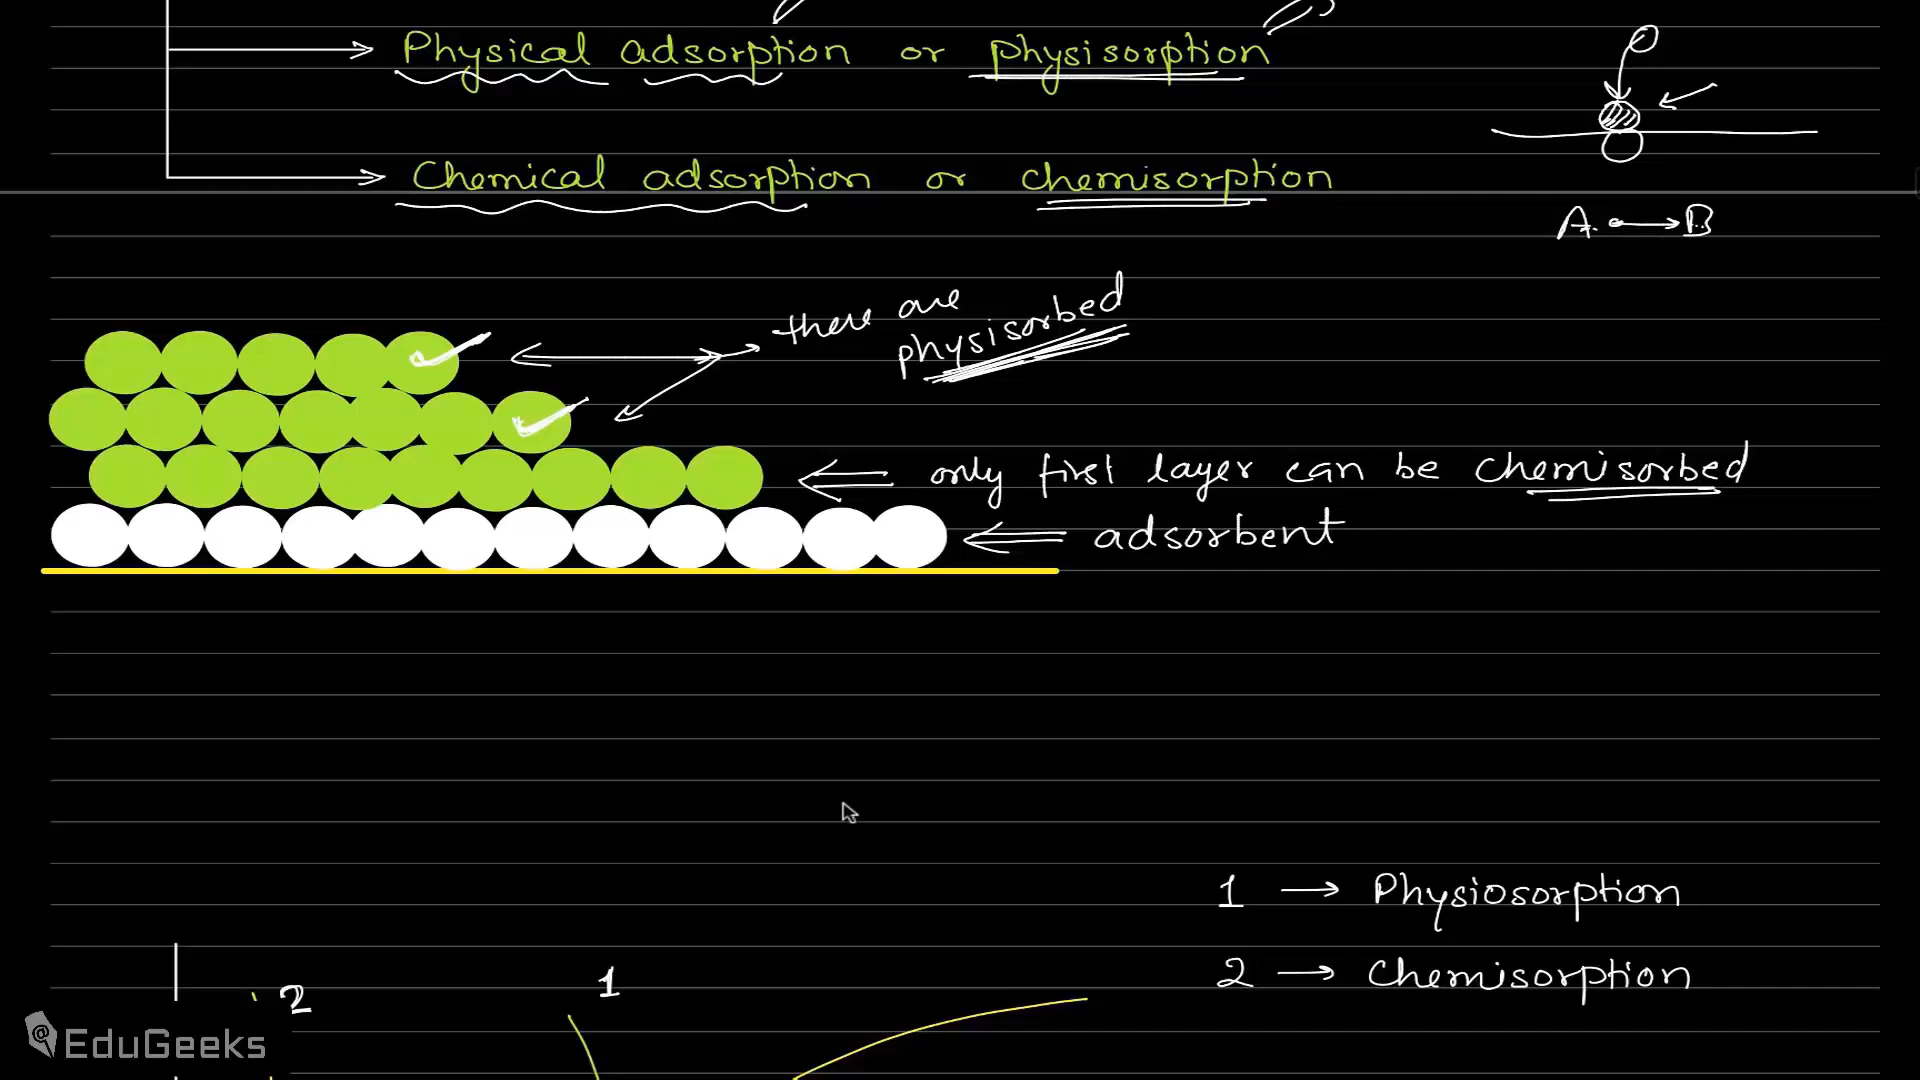 Physical adsorption or physisorption
Chemical adsorption or chemisorption
A. → B
there are
physisorbed
only first layer can be chemisorbed
adsorbent
1 → Physiosorption
2 → Chemisorption
2 1
EduGeeks